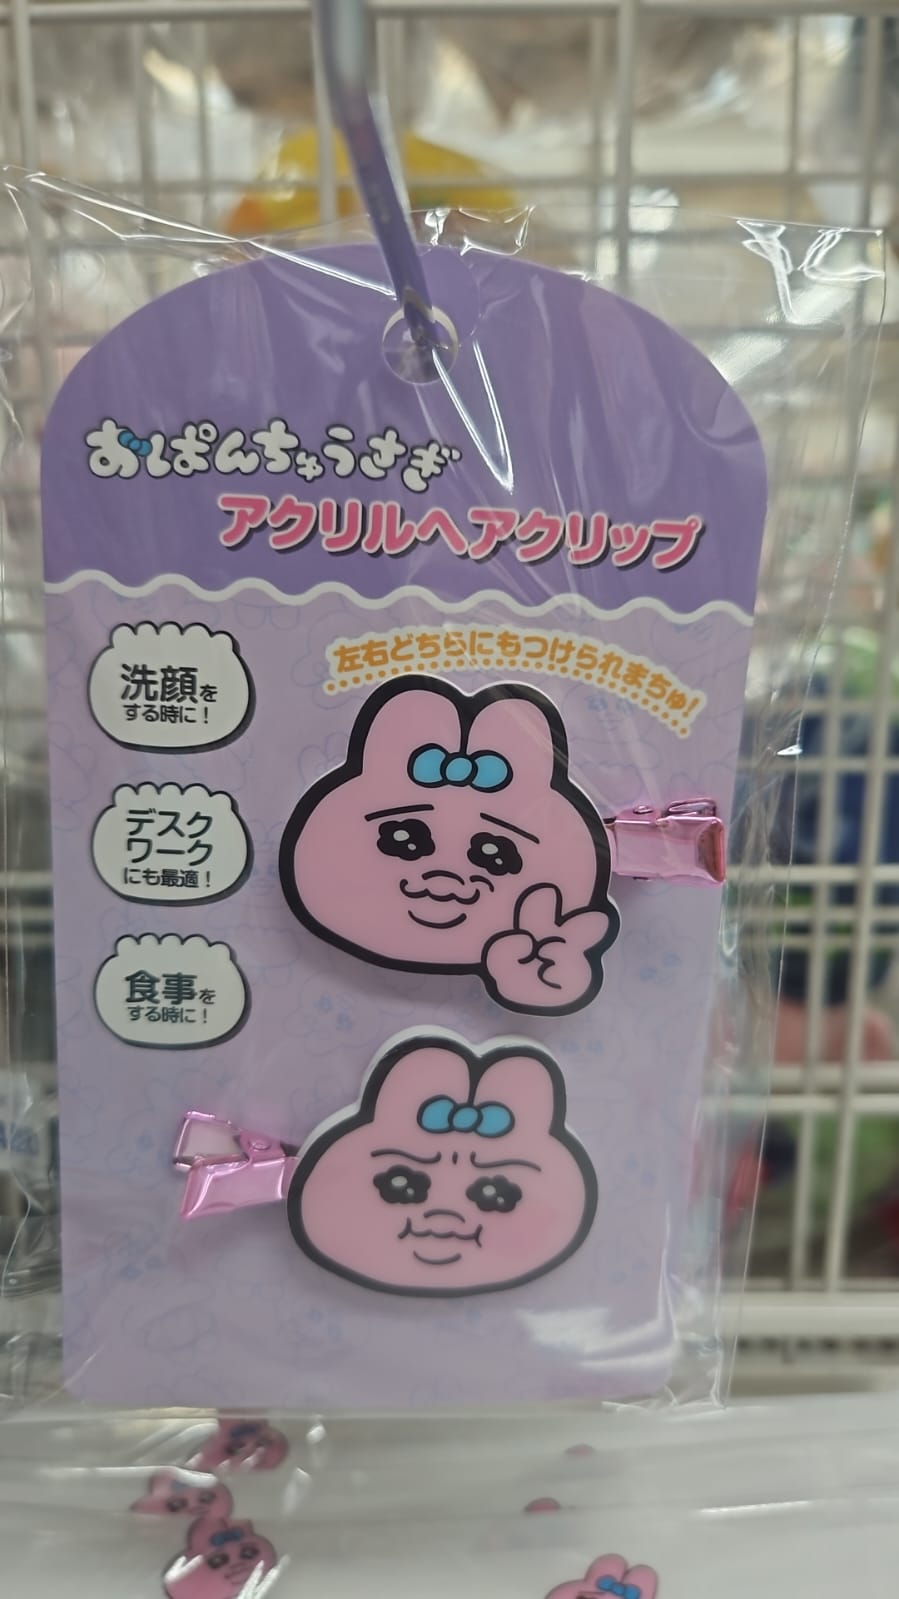 おぱんちゅうさぎ
アクリルヘアクリップ
左右どちらにもつけられまちゅ!
洗顔を
する時に!
デスク
ワーク
にも最適!
食事を
する時に!